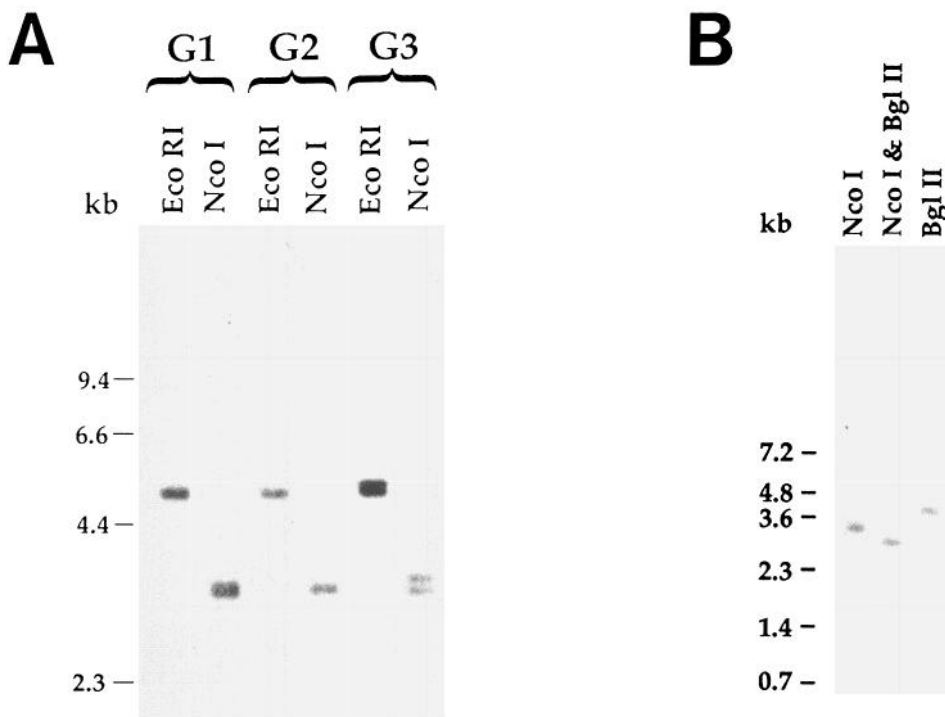 A
G1 G2 G3
Eco RI
Nco I
Eco RI
Nco I
Eco RI
Nco I
kb
9.4
6.6
4.4
2.3
B
Nco I
Nco I & Bgl II
Bgl II
kb
7.2
4.8
3.6
2.3
1.4
0.7